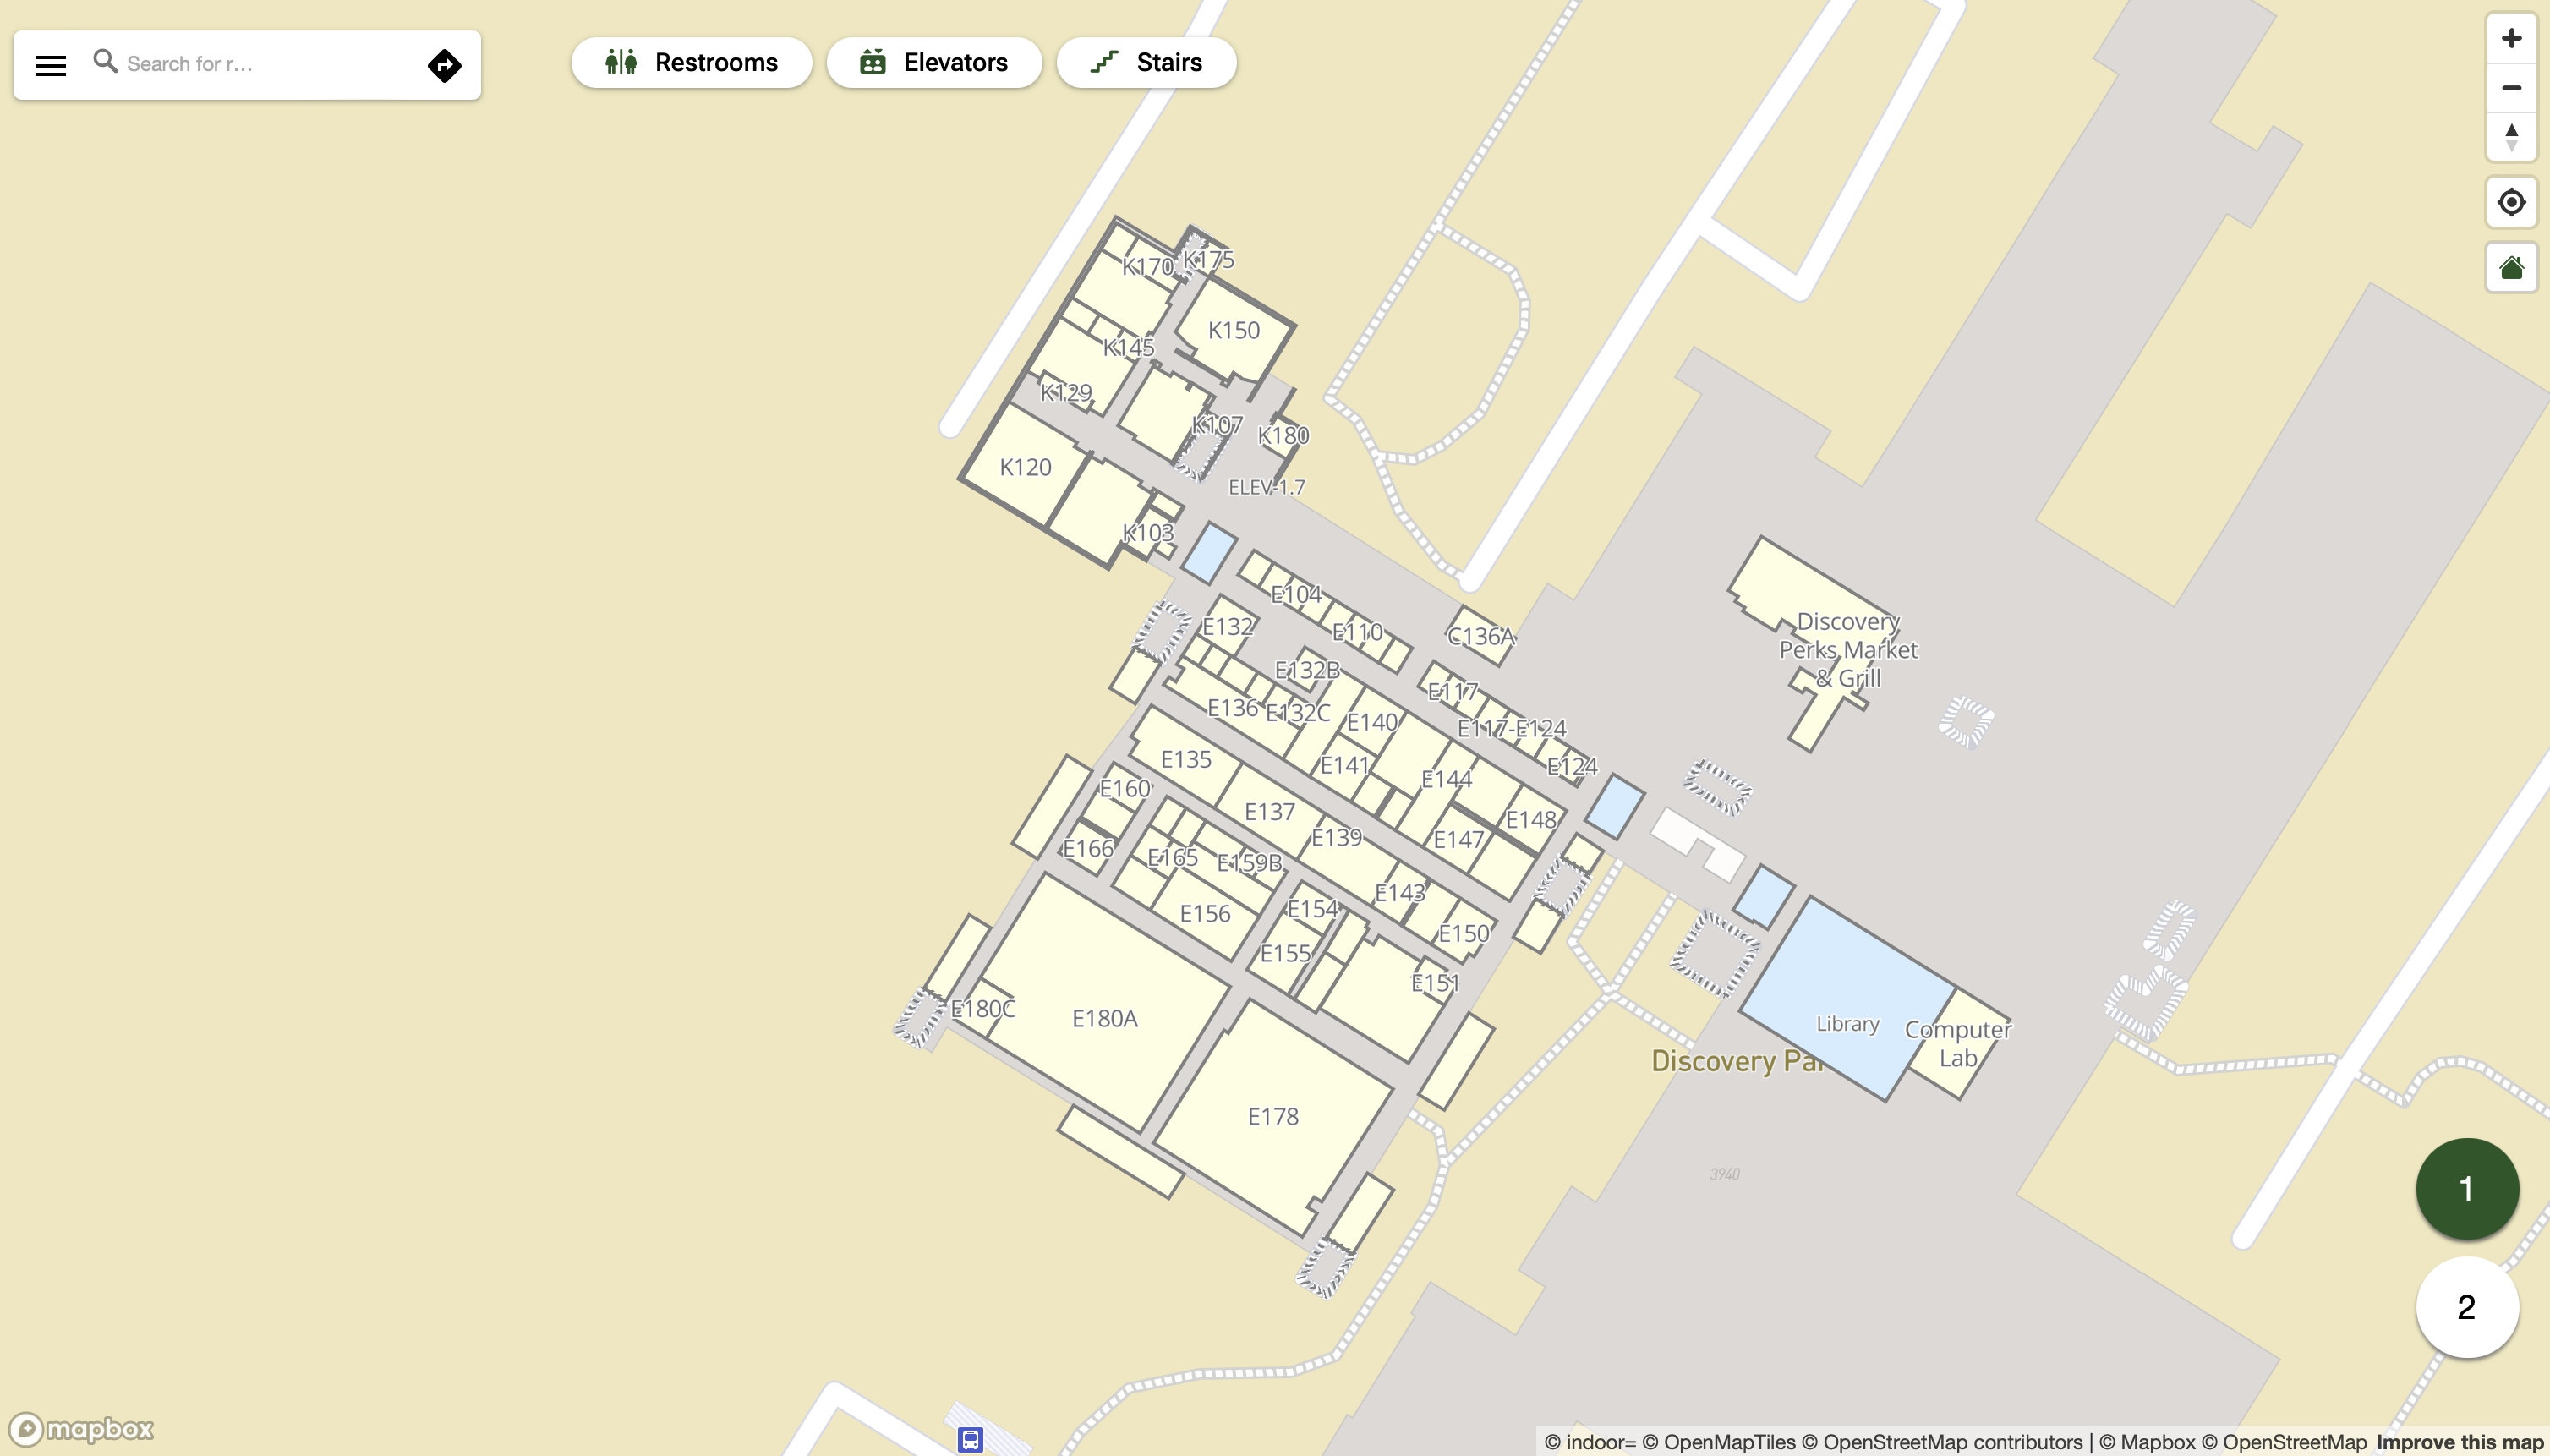 Search for r...
Restrooms
Elevators
Stairs
K175
K170
K150
K145
K129
K107
K180
K120
ELEV-1.7
K103
E104
E132
E110
C136A
Discovery
Perks Market
& Grill
E132B
E117
E136
E132C
E140
E117-E124
E135
E141
E124
E144
E160
E137
E148
E139
E147
E166
E165
E159B
E143
E154
E156
E150
E155
E151
E180C
E180A
Library
Computer
Lab
Discovery Par
E178
3940
1
2
mapbox
© indoor= © OpenMapTiles © OpenStreetMap contributors | © Mapbox © OpenStreetMap Improve this map